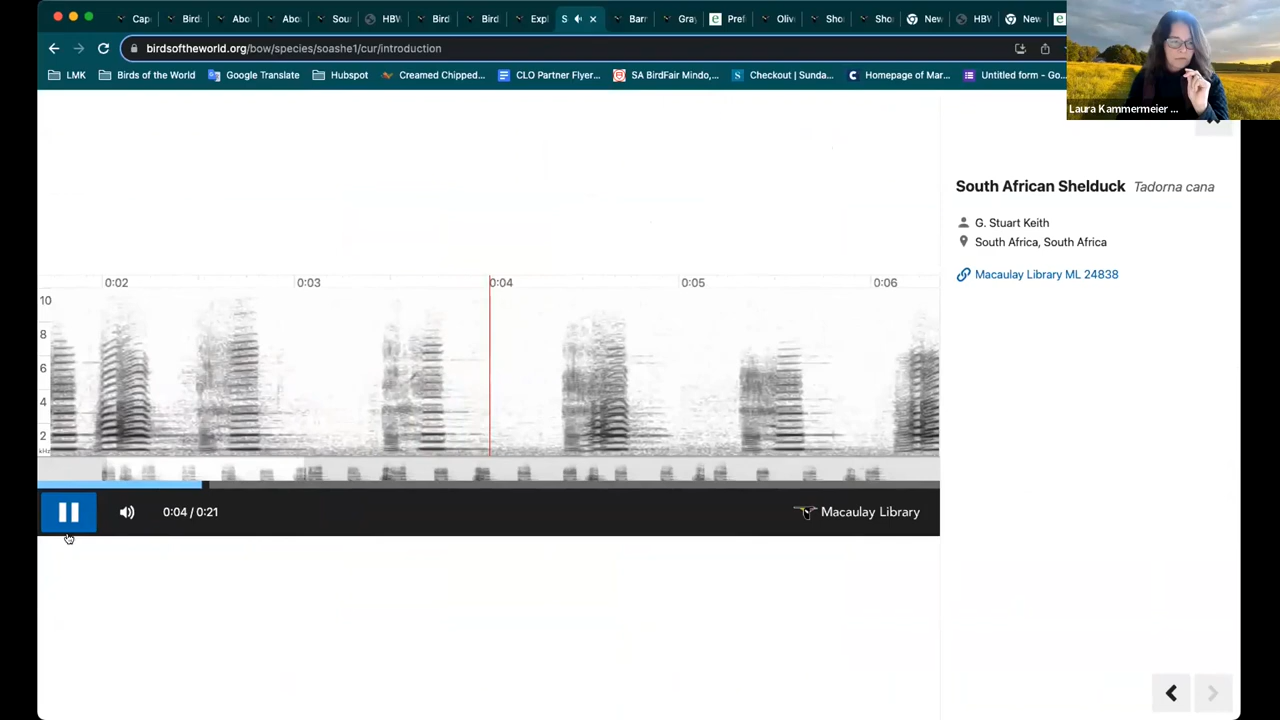 Cap
Bird
Abo
Abo
Sou
HBW
Bird
Bird
Expl
S
Barr
Gray
Pref
Oliv
Sho
Sho
New
HBW
New
birdsoftheworld.org/bow/species/soashe1/cur/introduction
LMK
Birds of the World
Google Translate
Hubspot
Creamed Chipped...
CLO Partner Flyer...
SA BirdFair Mindo,...
Checkout | Sunda...
Homepage of Mar...
Untitled form - Go...
Laura Kammermeier ...
South African Shelduck Tadorna cana
G. Stuart Keith
South Africa, South Africa
Macaulay Library ML 24838
0:02 0:03 0:04 0:05 0:06
10
8
6
4
2
kHz
0:04 / 0:21
Macaulay Library